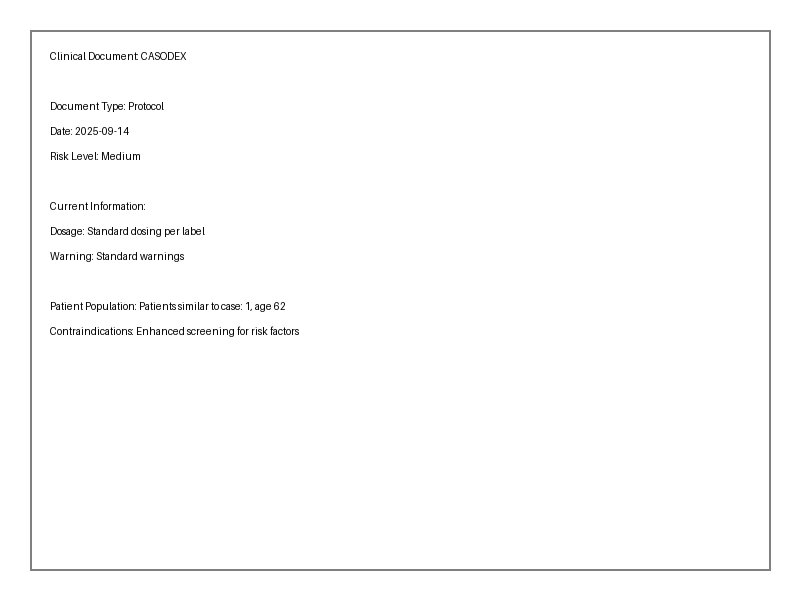 Clinical Document: CASODEX
Document Type: Protocol
Date: 2025-09-14
Risk Level: Medium
Current Information:
Dosage: Standard dosing per label
Warning: Standard warnings
Patient Population: Patients similar to case: 1, age 62
Contraindications: Enhanced screening for risk factors